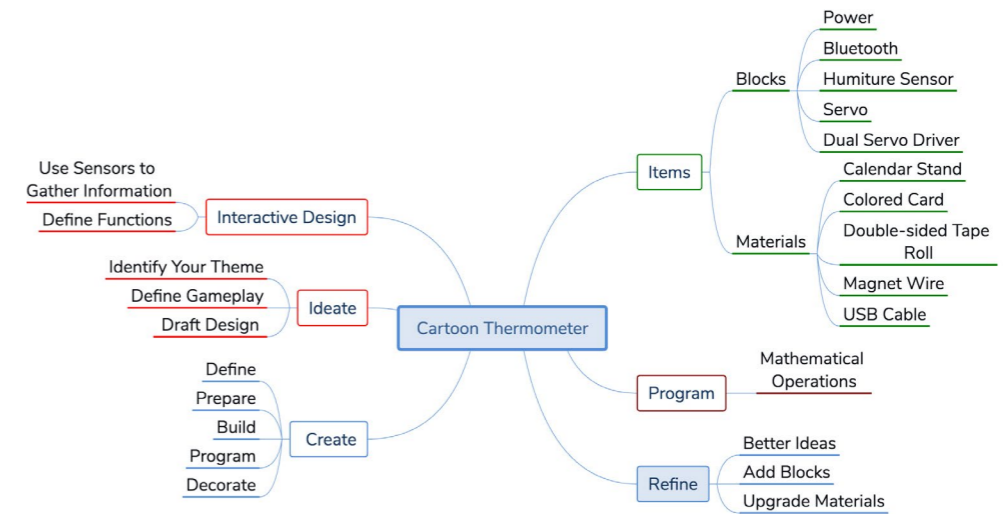 Cartoon Thermometer
Interactive Design
Use Sensors to
Gather Information
Define Functions
Ideate
Identify Your Theme
Define Gameplay
Draft Design
Create
Define
Prepare
Build
Program
Decorate
Items
Blocks
Power
Bluetooth
Humiture Sensor
Servo
Dual Servo Driver
Materials
Calendar Stand
Colored Card
Double-sided Tape
Roll
Magnet Wire
USB Cable
Program
Mathematical
Operations
Refine
Better Ideas
Add Blocks
Upgrade Materials